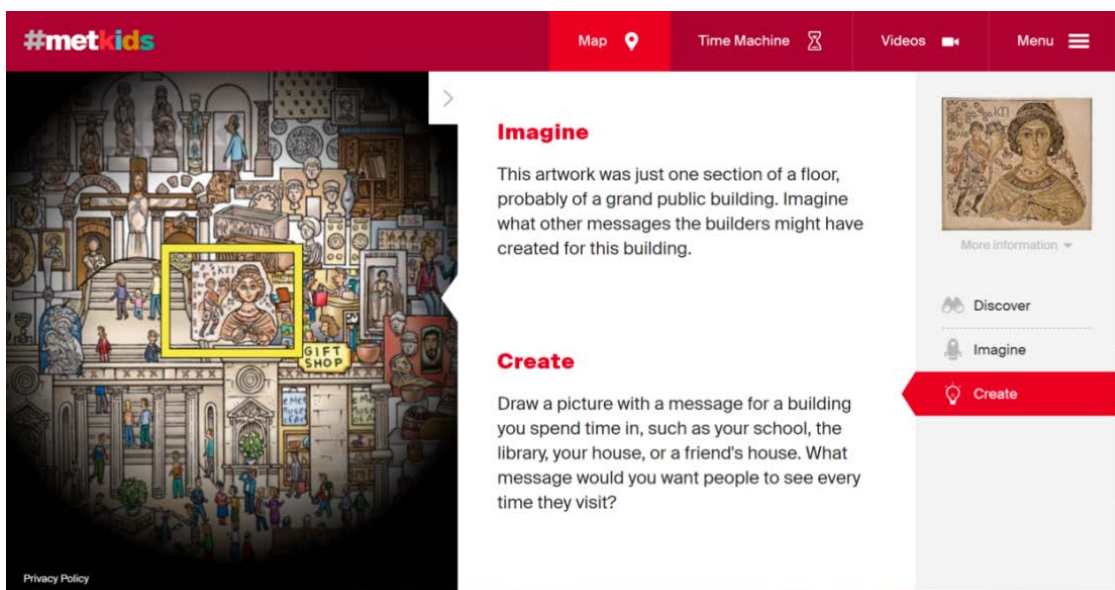 #metkids
Map
Time Machine
Videos
Menu
KTI
GIFT
SHOP
Privacy Policy
Imagine
This artwork was just one section of a floor,
probably of a grand public building. Imagine
what other messages the builders might have
created for this building.
Create
Draw a picture with a message for a building
you spend time in, such as your school, the
library, your house, or a friend's house. What
message would you want people to see every
time they visit?
KTI
More information
Discover
Imagine
Create